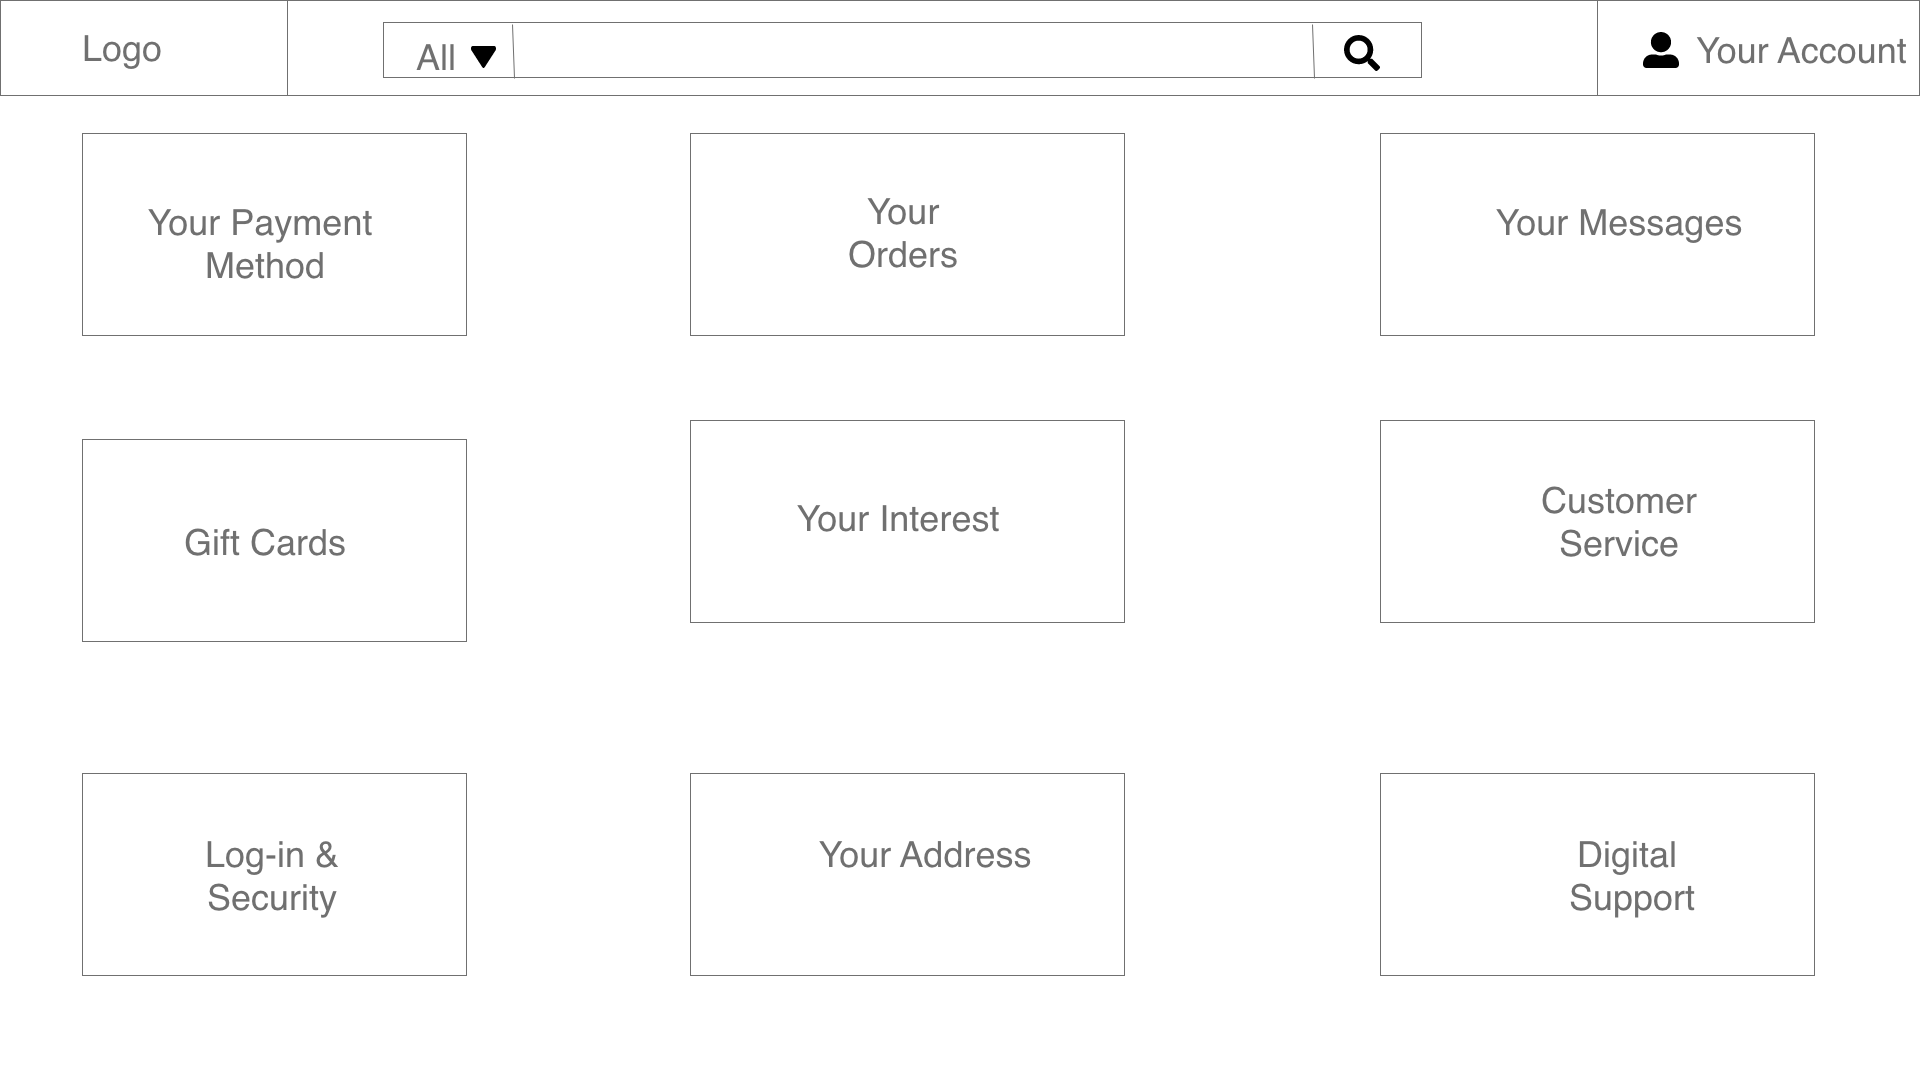 Logo
All
Your Account
Your Payment
Method
Your
Orders
Your Messages
Gift Cards
Your Interest
Customer
Service
Log-in &
Security
Your Address
Digital
Support